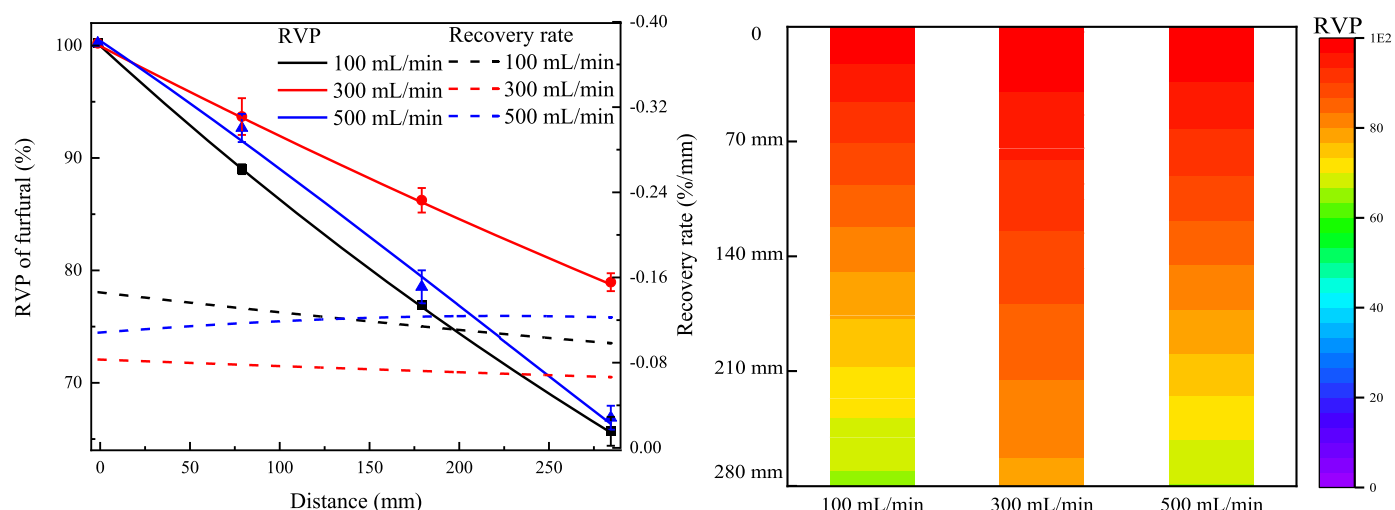 RVP Recovery rate
100 mL/min 100 mL/min
300 mL/min 300 mL/min
500 mL/min 500 mL/min
RVP of furfural (%)
100
90
80
70
0 50 100 150 200 250
Distance (mm)
-0.40
-0.32
-0.24
-0.16
-0.08
0.00
Recovery rate (%/mm)
0
70 mm
140 mm
210 mm
280 mm
100 mL/min 300 mL/min 500 mL/min
RVP
1E2
80
60
40
20
0